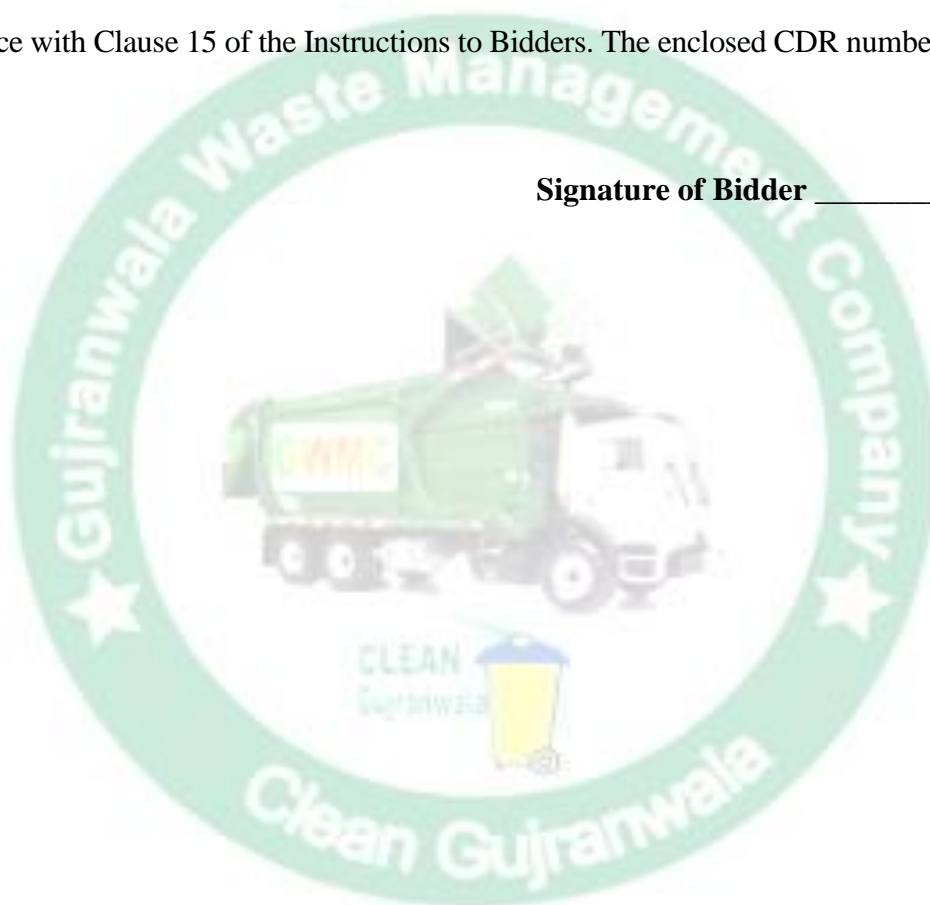 ce with Clause 15 of the Instructions to Bidders. The enclosed CDR numbe
Gujranwala Waste Management Company
Signature of Bidder ________
GWMC
CLEAN
Gujranwala
Clean Gujranwala